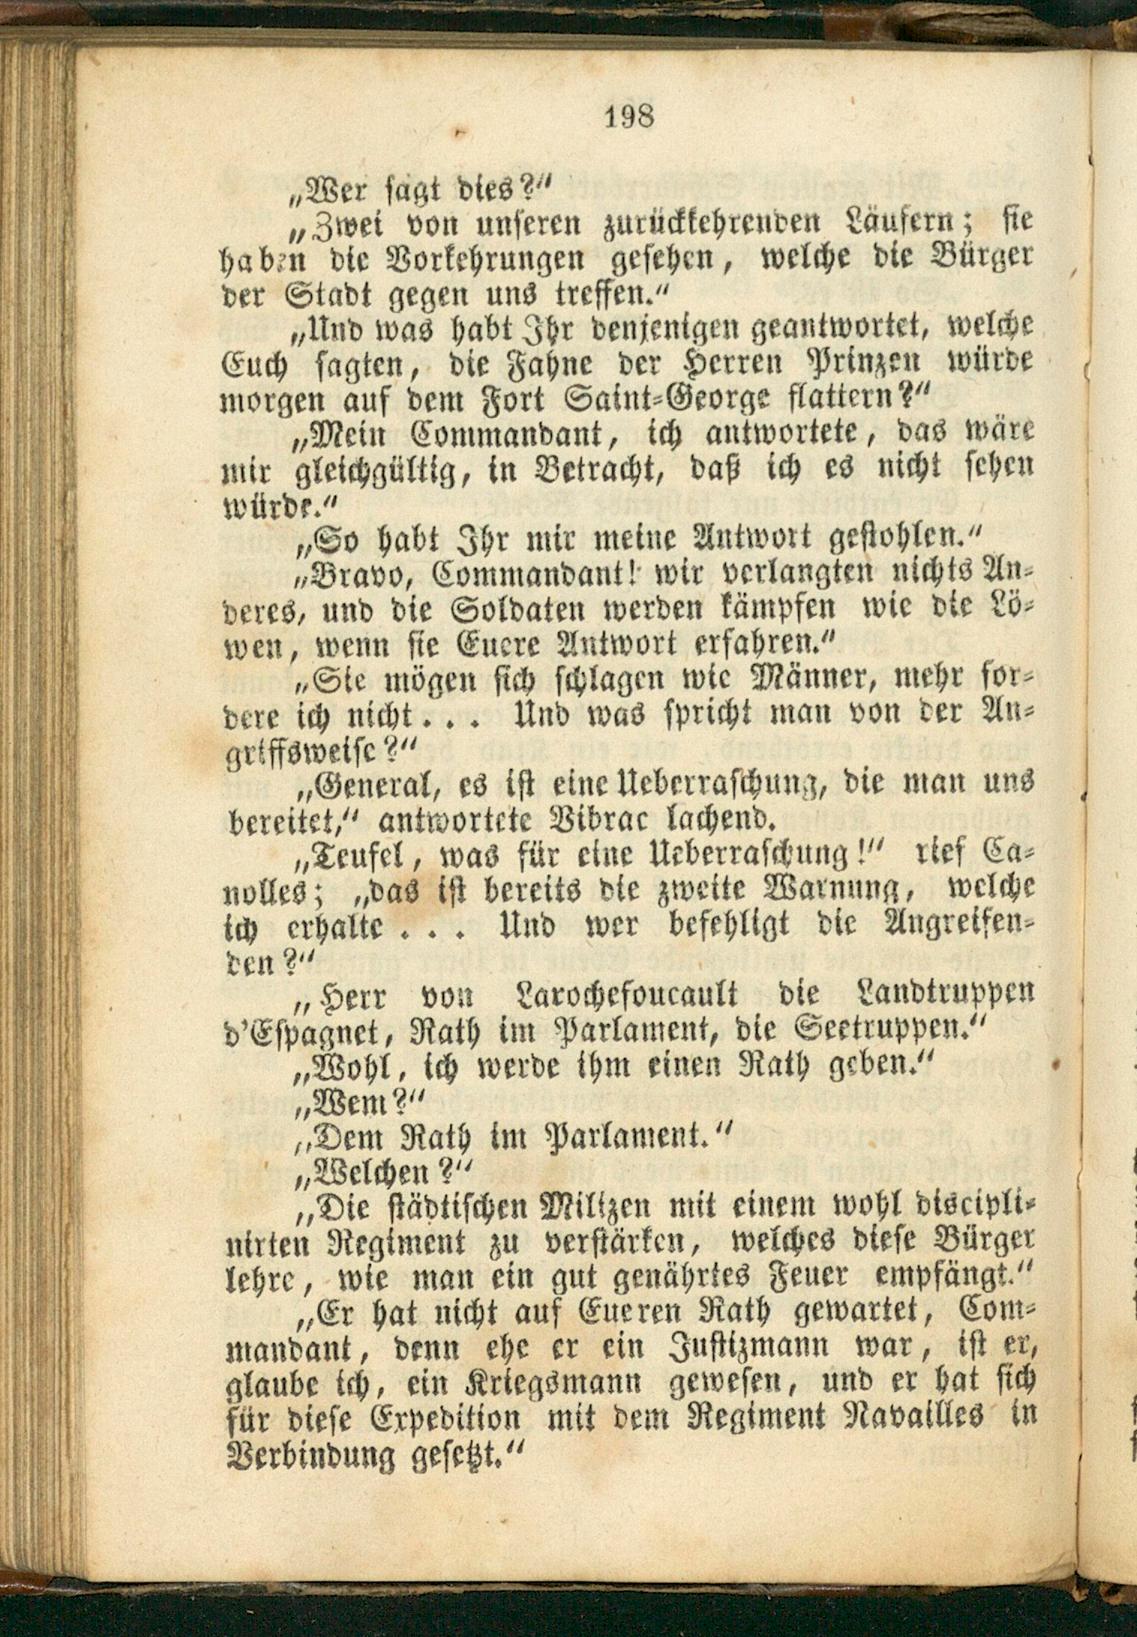 198
„Wer sagt dies?“
„Zwei von unseren zurückkehrenden Läufern; sie
haben die Vorkehrungen gesehen, welche die Bürger
der Stadt gegen uns treffen.“
„Und was habt Ihr denjenigen geantwortet, welche
Euch sagten, die Fahne der Herren Prinzen würde
morgen auf dem Fort Saint-George flattern?“
„Mein Commandant, ich antwortete, das wäre
mir gleichgültig, in Betracht, daß ich es nicht sehen
würde.“
„So habt Ihr mir meine Antwort gestohlen.“
„Bravo, Commandant! wir verlangten nichts An-
deres, und die Soldaten werden kämpfen wie die Lö-
wen, wenn sie Euere Antwort erfahren.“
„Sie mögen sich schlagen wie Männer, mehr for-
dere ich nicht... Und was spricht man von der An-
griffsweise?“
„General, es ist eine Ueberraschung, die man uns
bereitet,“ antwortete Vibrac lachend.
„Teufel, was für eine Ueberraschung!“ rief Ca-
nolles; „das ist bereits die zweite Warnung, welche
ich erhalte... Und wer befehligt die Angreifen-
den?“
„Herr von Larochefoucault die Landtruppen
d'Espagnet, Rath im Parlament, die Seetruppen.“
„Wohl, ich werde ihm einen Rath geben.“
„Wem?“
„Dem Rath im Parlament.“
„Welchen?“
„Die städtischen Milizen mit einem wohl discipli-
nirten Regiment zu verstärken, welches diese Bürger
lehre, wie man ein gut genährtes Feuer empfängt.“
„Er hat nicht auf Eueren Rath gewartet, Com-
mandant, denn ehe er ein Justizmann war, ist er,
glaube ich, ein Kriegsmann gewesen, und er hat sich
für diese Expedition mit dem Regiment Navailles in
Verbindung gesetzt.“